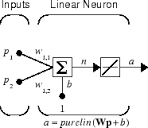 Inputs Linear Neuron
p1
w1,1
n a
p2
w1,2
b
1
a = purelin(Wp+b)